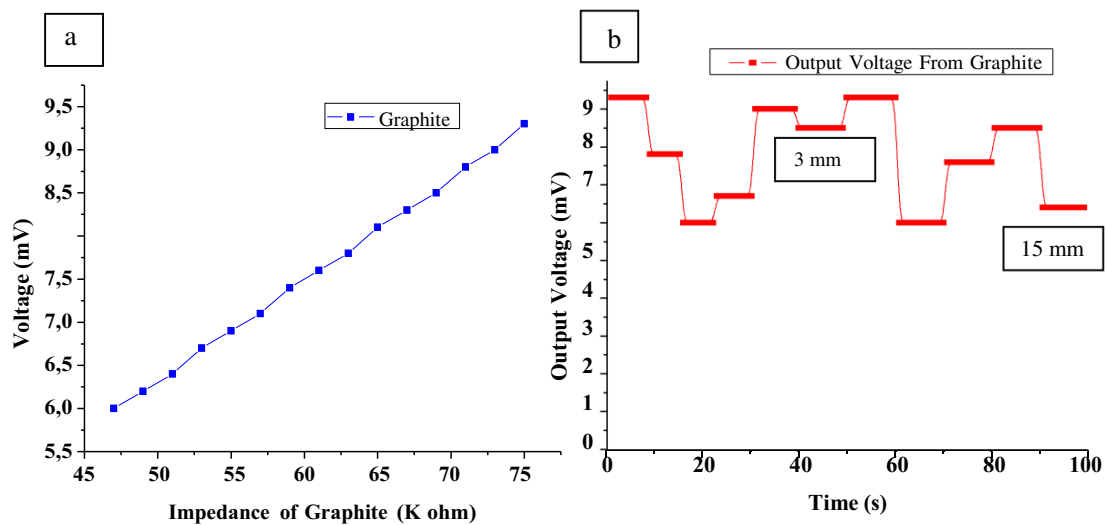 a
Graphite
9,5
9,0
8,5
7,5
7,0
6,5
6,0
5,5
Voltage (mV)
45 50 55 60 65 70 75
Impedance of Graphite (K ohm)
b
Output Voltage From Graphite
9
8
7
6
5
4
3
2
1
0
Output Voltage (mV)
3 mm
15 mm
0 20 40 60 80 100
Time (s)